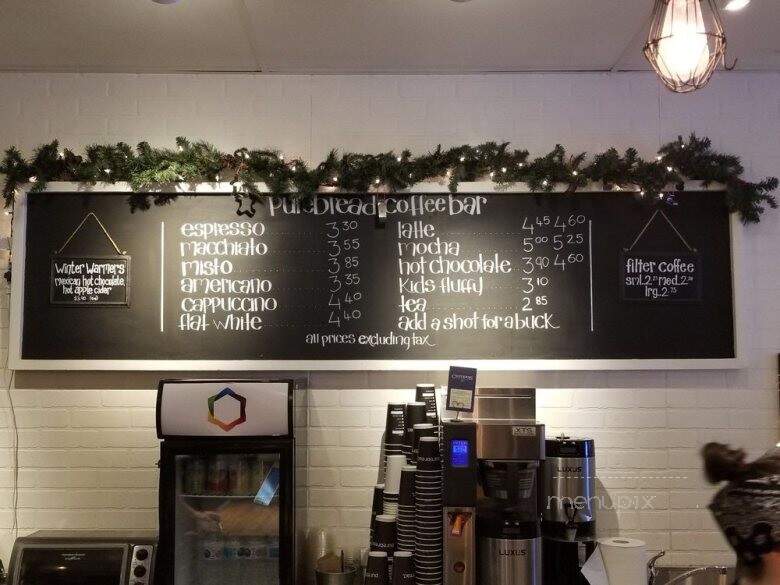 purebread coffee bar
espresso 3 30
macchiato 3 55
misto 3 85
americano 3 35
cappuccino 4 40
flat white 4 40
latte 4 45 4 60
mocha 5 00 5 25
hot chocolate 3 90 4 60
kids fluffy 3 10
tea 2 85
add a shot for a buck
all prices excluding tax
Winter Warmers
mexican hot chocolate
hot apple cider
filter coffee
sml 2. med 2.
lrg 2.75
XTS
LUXUS
LUXUS
menupix